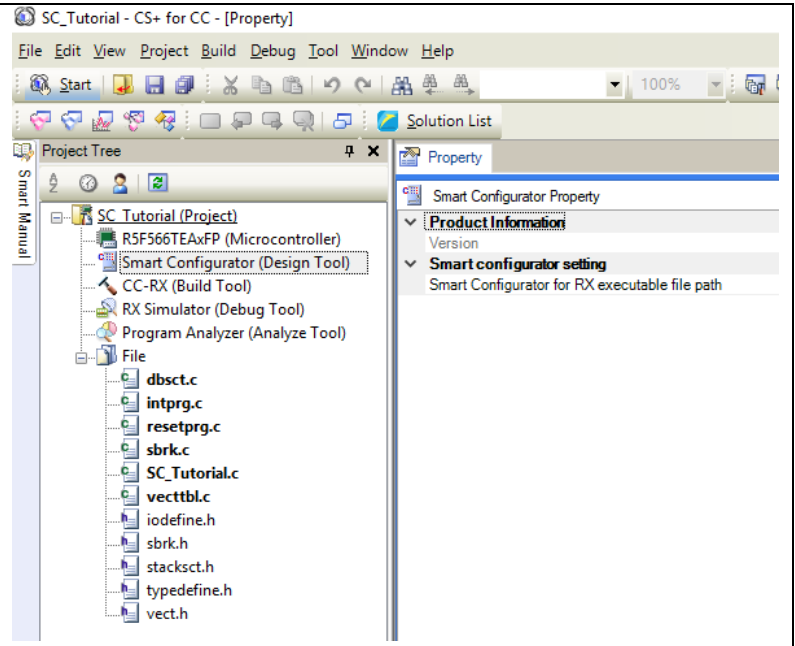 SC_Tutorial - CS+ for CC - [Property]
File Edit View Project Build Debug Tool Window Help
Start 100%
Solution List
Smart Manual
Project Tree
SC_Tutorial (Project)
R5F566TEAxFP (Microcontroller)
Smart Configurator (Design Tool)
CC-RX (Build Tool)
RX Simulator (Debug Tool)
Program Analyzer (Analyze Tool)
File
dbsct.c
intprg.c
resetprg.c
sbrk.c
SC_Tutorial.c
vecttbl.c
iodefine.h
sbrk.h
stacksct.h
typedefine.h
vect.h
Property
Smart Configurator Property
Product Information
Version
Smart configurator setting
Smart Configurator for RX executable file path